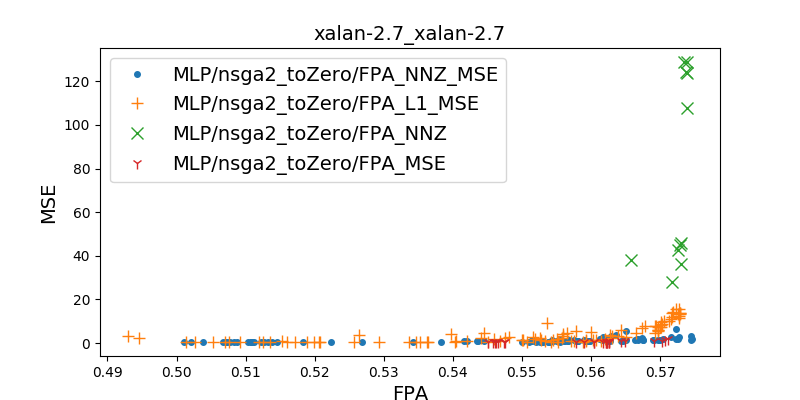 xalan-2.7_xalan-2.7
MLP/nsga2_toZero/FPA_NNZ_MSE
MLP/nsga2_toZero/FPA_L1_MSE
MLP/nsga2_toZero/FPA_NNZ
MLP/nsga2_toZero/FPA_MSE
MSE
120
100
80
60
40
20
0
0.49 0.50 0.51 0.52 0.53 0.54 0.55 0.56 0.57
FPA